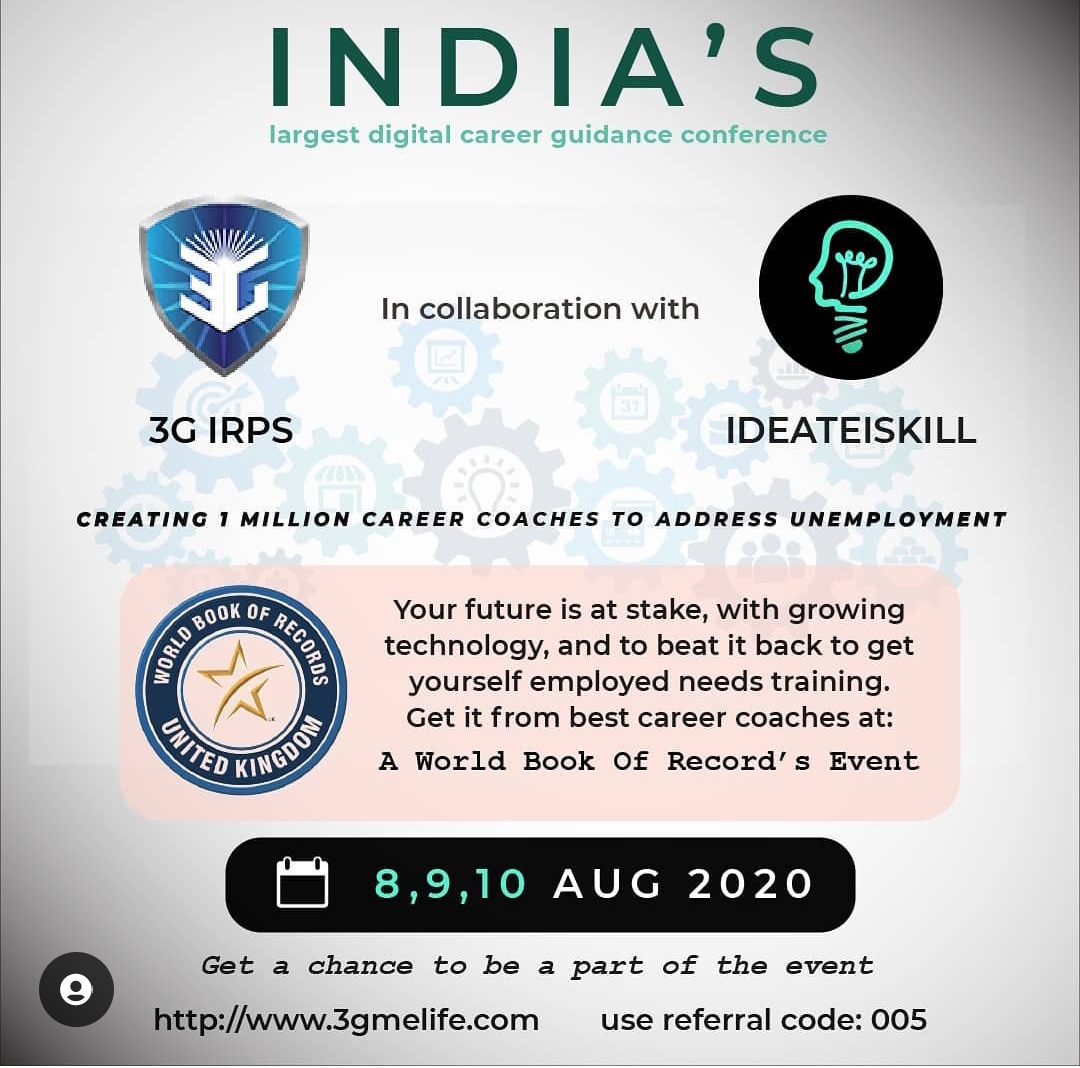 INDIA'S
largest digital career guidance conference
3G
In collaboration with
3G IRPS
IDEATEISKILL
31
CREATING 1 MILLION CAREER COACHES TO ADDRESS UNEMPLOYMENT
WORLD BOOK OF RECORDS
UNITED KINGDOM
Your future is at stake, with growing
technology, and to beat it back to get
yourself employed needs training.
Get it from best career coaches at:
A World Book Of Record's Event
8,9,10 AUG 2020
Get a chance to be a part of the event
http://www.3gmelife.com use referral code: 005